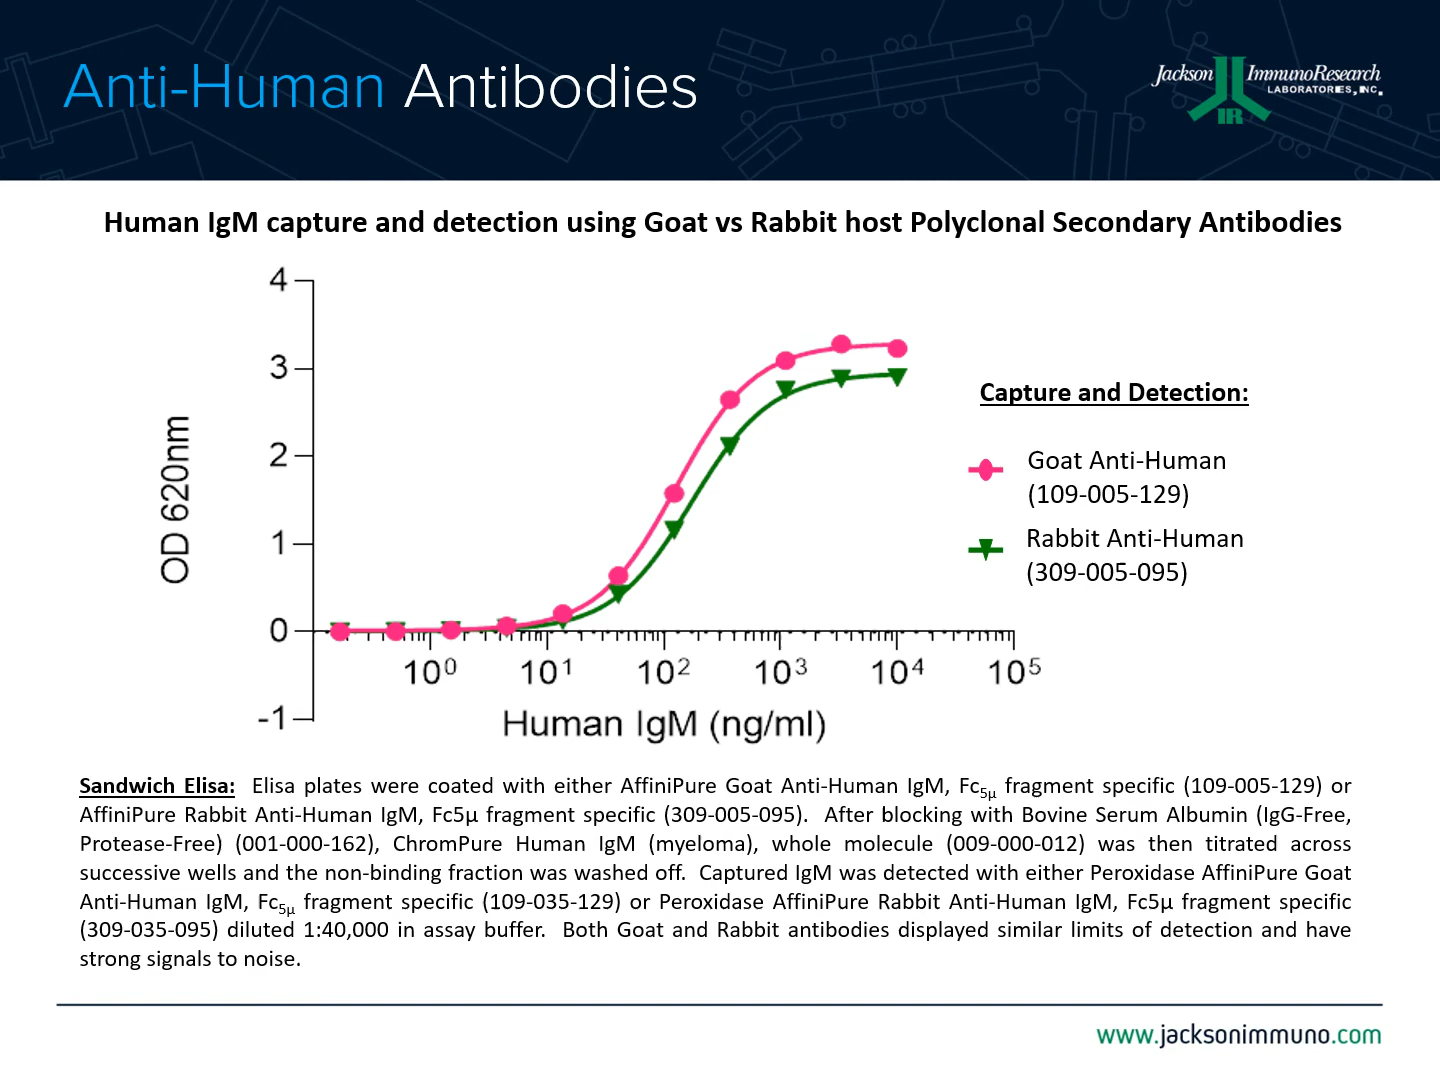 Anti-Human Antibodies
Jackson ImmunoResearch
LABORATORIES, INC.
IR
Human IgM capture and detection using Goat vs Rabbit host Polyclonal Secondary Antibodies
4
3
2
1
0
-1
OD 620nm
10⁰ 10¹ 10² 10³ 10⁴ 10⁵
Human IgM (ng/ml)
Capture and Detection:
Goat Anti-Human
(109-005-129)
Rabbit Anti-Human
(309-005-095)
Sandwich Elisa: Elisa plates were coated with either AffiniPure Goat Anti-Human IgM, Fc5μ fragment specific (109-005-129) or
AffiniPure Rabbit Anti-Human IgM, Fc5μ fragment specific (309-005-095). After blocking with Bovine Serum Albumin (IgG-Free,
Protease-Free) (001-000-162), ChromPure Human IgM (myeloma), whole molecule (009-000-012) was then titrated across
successive wells and the non-binding fraction was washed off. Captured IgM was detected with either Peroxidase AffiniPure Goat
Anti-Human IgM, Fc5μ fragment specific (109-035-129) or Peroxidase AffiniPure Rabbit Anti-Human IgM, Fc5μ fragment specific
(309-035-095) diluted 1:40,000 in assay buffer. Both Goat and Rabbit antibodies displayed similar limits of detection and have
strong signals to noise.
www.jacksonimmuno.com